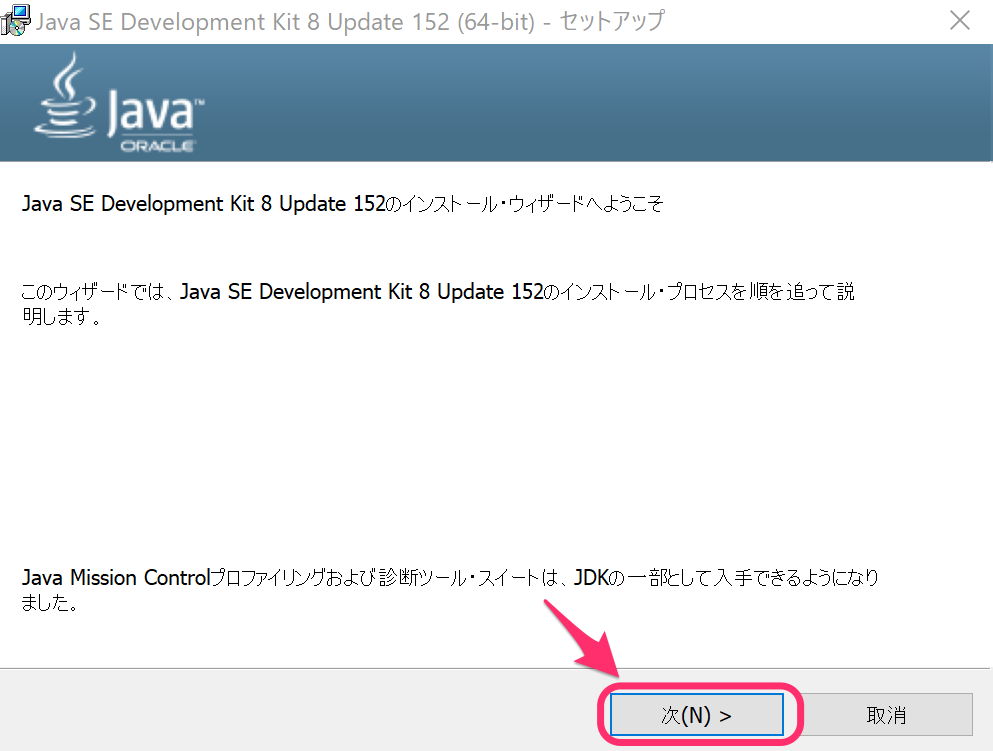 Java SE Development Kit 8 Update 152 (64-bit) - セットアップ
Java™
ORACLE
Java SE Development Kit 8 Update 152のインストール・ウィザードへようこそ
このウィザードでは、Java SE Development Kit 8 Update 152のインストール・プロセスを順を追って説
明します。
Java Mission Controlプロファイリングおよび診断ツール・スイートは、JDKの一部として入手できるようになり
ました。
次(N) >
取消